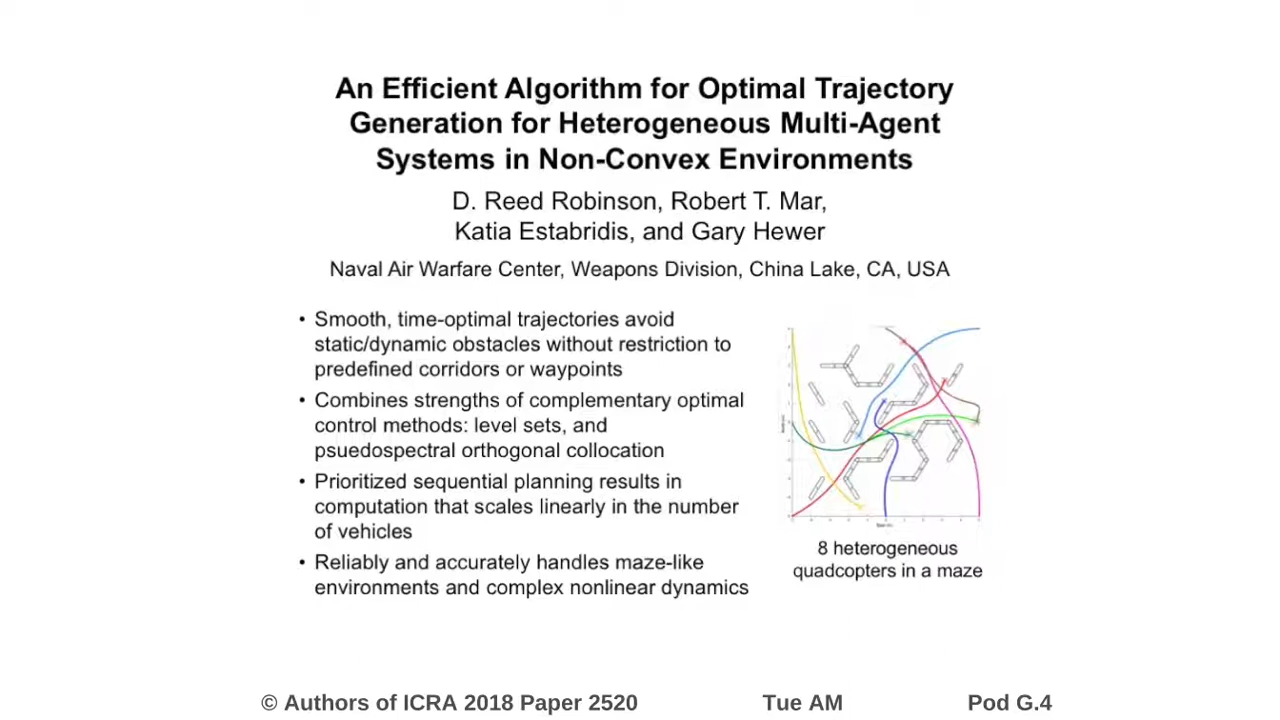 An Efficient Algorithm for Optimal Trajectory
Generation for Heterogeneous Multi-Agent
Systems in Non-Convex Environments
D. Reed Robinson, Robert T. Mar,
Katia Estabridis, and Gary Hewer
Naval Air Warfare Center, Weapons Division, China Lake, CA, USA
• Smooth, time-optimal trajectories avoid
static/dynamic obstacles without restriction to
predefined corridors or waypoints
• Combines strengths of complementary optimal
control methods: level sets, and
psuedospectral orthogonal collocation
• Prioritized sequential planning results in
computation that scales linearly in the number
of vehicles
• Reliably and accurately handles maze-like
environments and complex nonlinear dynamics
8 heterogeneous
quadcopters in a maze
© Authors of ICRA 2018 Paper 2520 Tue AM Pod G.4